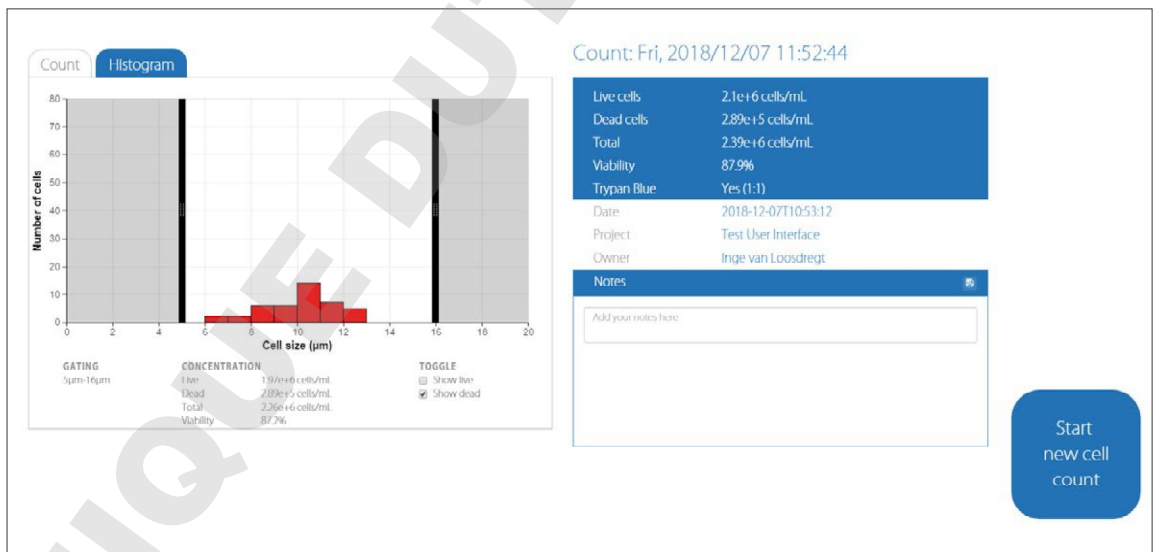 Count: Fri, 2018/12/07 11:52:44
Count Histogram
80
70
60
50
40
30
20
10
0
Number of cells
0 2 4 6 8 10 12 14 16 18 20
Cell size (µm)
GATING
5µm-16µm
CONCENTRATION
Live 1.97e+6 cells/mL
Dead 2.89e+5 cells/mL
Total 2.26e+6 cells/mL
Viability 87.2%
TOGGLE
Show live
Show dead
Live cells 2.1e+6 cells/mL
Dead cells 2.89e+5 cells/mL
Total 2.39e+6 cells/mL
Viability 87.9%
Trypan Blue Yes (1:1)
Date 2018-12-07T10:53:12
Project Test User Interface
Owner Inge van Loosdregt
Notes
Add your notes here
Start
new cell
count
QUE DUT